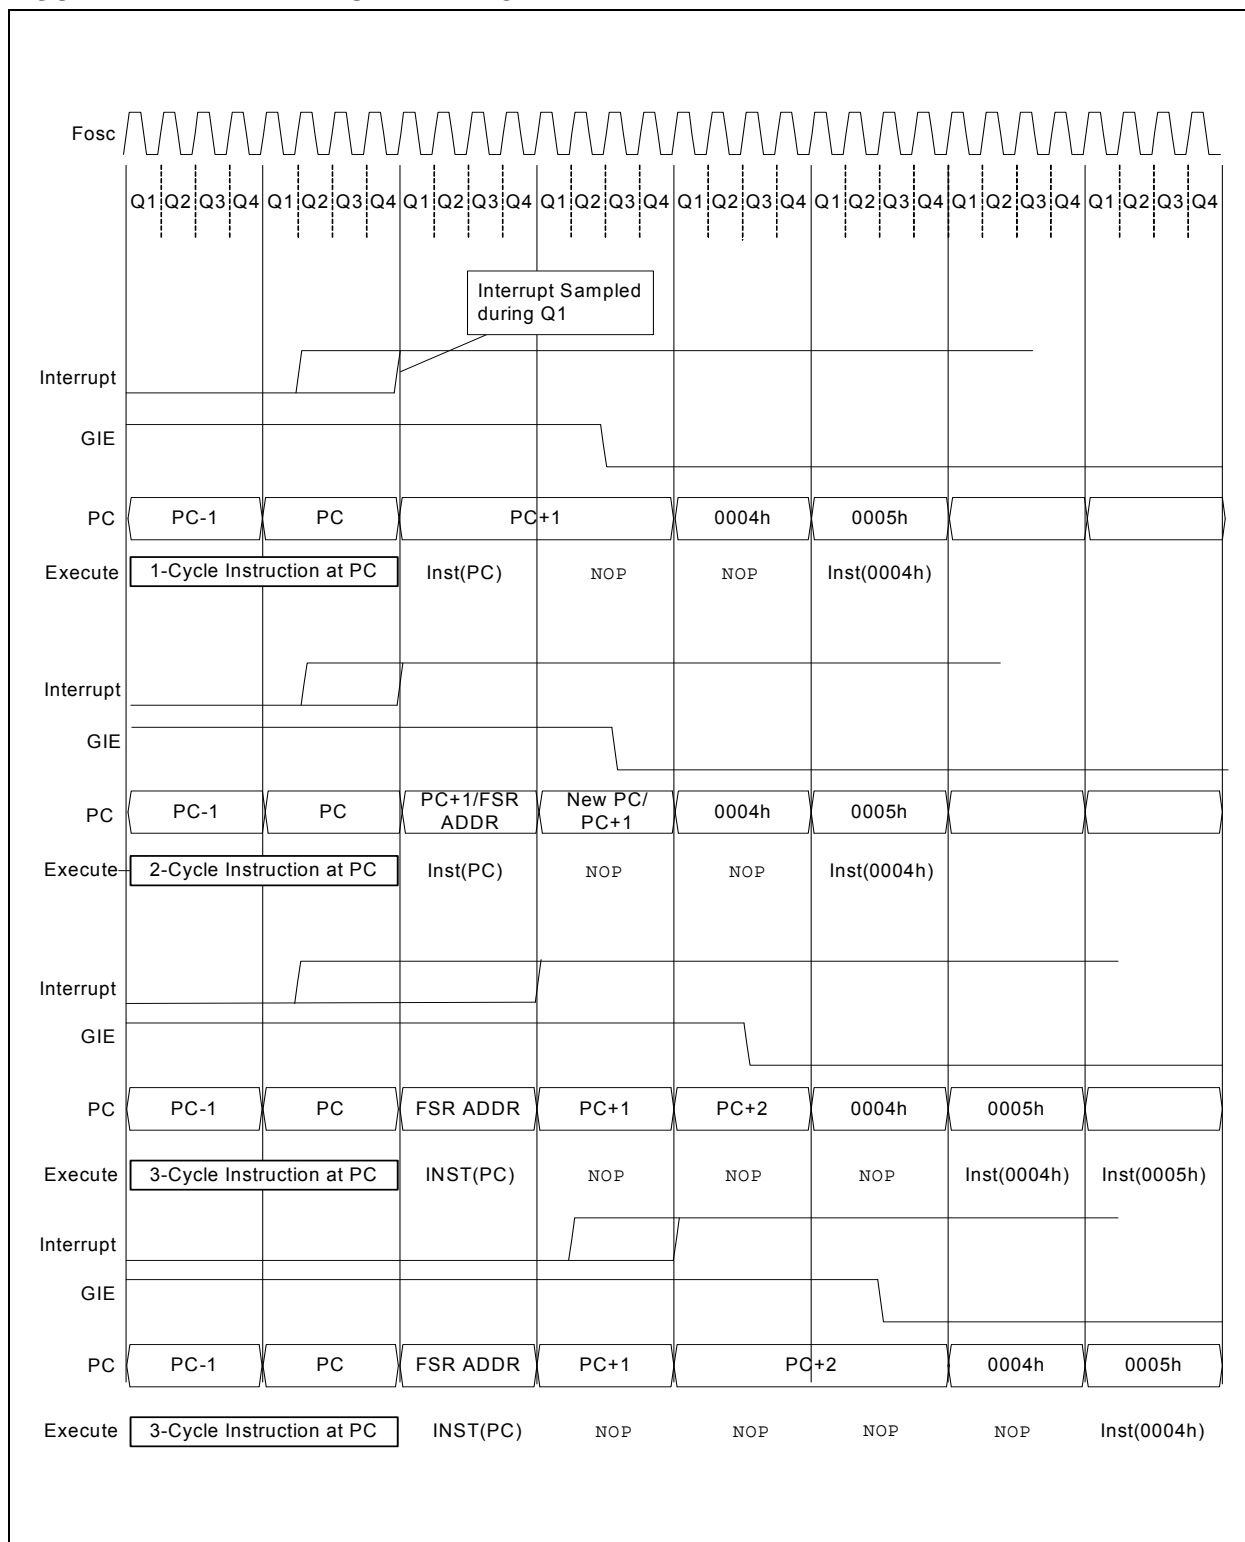 Fosc
Q1 Q2 Q3 Q4 Q1 Q2 Q3 Q4 Q1 Q2 Q3 Q4 Q1 Q2 Q3 Q4 Q1 Q2 Q3 Q4 Q1 Q2 Q3 Q4 Q1 Q2 Q3 Q4 Q1 Q2 Q3 Q4
Interrupt Sampled
during Q1
Interrupt
GIE
PC PC-1 PC PC+1 0004h 0005h
Execute 1-Cycle Instruction at PC Inst(PC) NOP NOP Inst(0004h)
Interrupt
GIE
PC PC-1 PC PC+1/FSR ADDR New PC/ PC+1 0004h 0005h
Execute 2-Cycle Instruction at PC Inst(PC) NOP NOP Inst(0004h)
Interrupt
GIE
PC PC-1 PC FSR ADDR PC+1 PC+2 0004h 0005h
Execute 3-Cycle Instruction at PC INST(PC) NOP NOP NOP Inst(0004h) Inst(0005h)
Interrupt
GIE
PC PC-1 PC FSR ADDR PC+1 PC+2 0004h 0005h
Execute 3-Cycle Instruction at PC INST(PC) NOP NOP NOP NOP Inst(0004h)